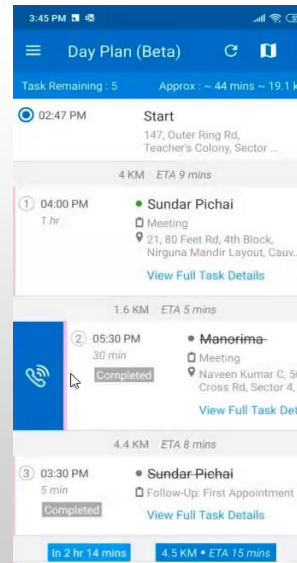 3:45 PM
Day Plan (Beta)
Task Remaining : 5 Approx : ~ 44 mins ~ 19.1 k
02:47 PM Start
147, Outer Ring Rd,
Teacher's Colony, Sector ...
4 KM ETA 9 mins
1 04:00 PM Sundar Pichai
1 hr Meeting
21, 80 Feet Rd, 4th Block,
Nirguna Mandir Layout, Cauv..
View Full Task Details
1.6 KM ETA 5 mins
2 05:30 PM Manorima
30 min Meeting
Completed Naveen Kumar C, 5
Cross Rd, Sector 4,
View Full Task Det
4.4 KM ETA 8 mins
3 03:30 PM Sundar Pichai
5 min Follow-Up: First Appointment
Completed View Full Task Details
In 2 hr 14 mins 4.5 KM • ETA 15 mins